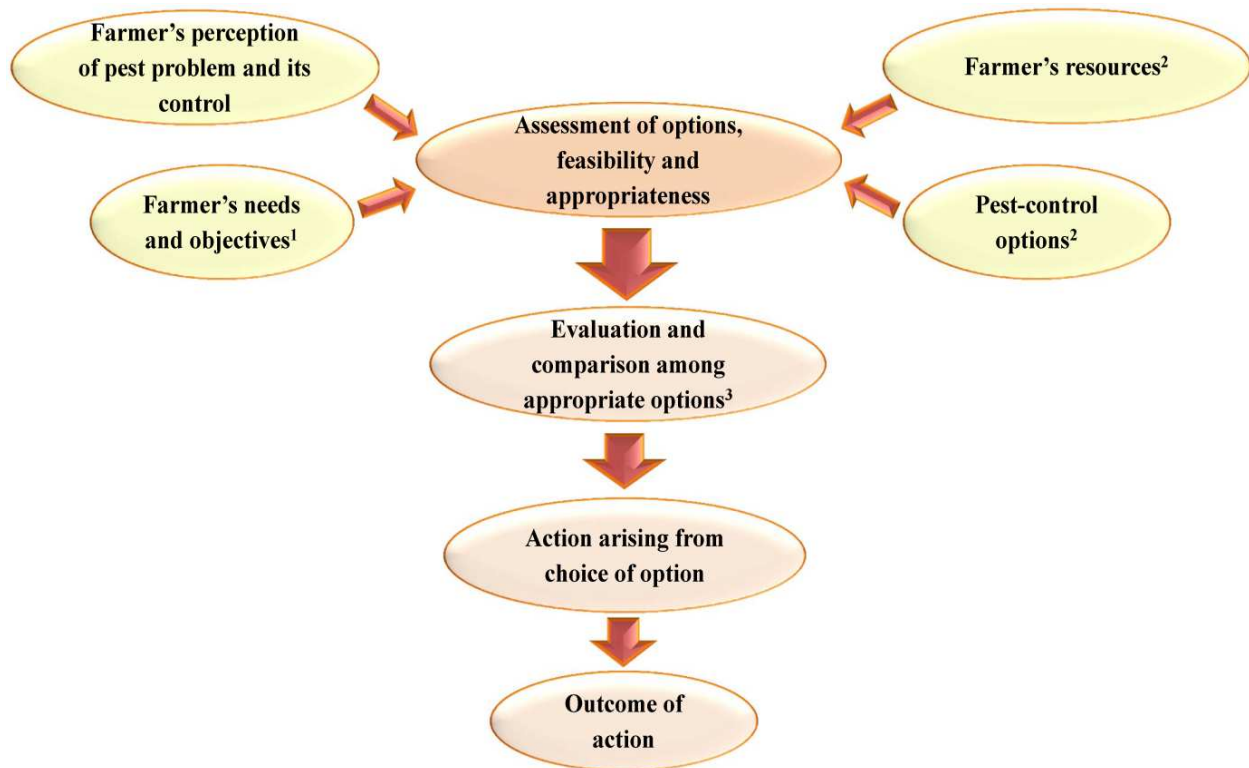 Farmer's perception
of pest problem and its
control
Farmer's resources²
Assessment of options,
feasibility and
appropriateness
Farmer's needs
and objectives¹
Pest-control
options²
Evaluation and
comparison among
appropriate options³
Action arising from
choice of option
Outcome of
action